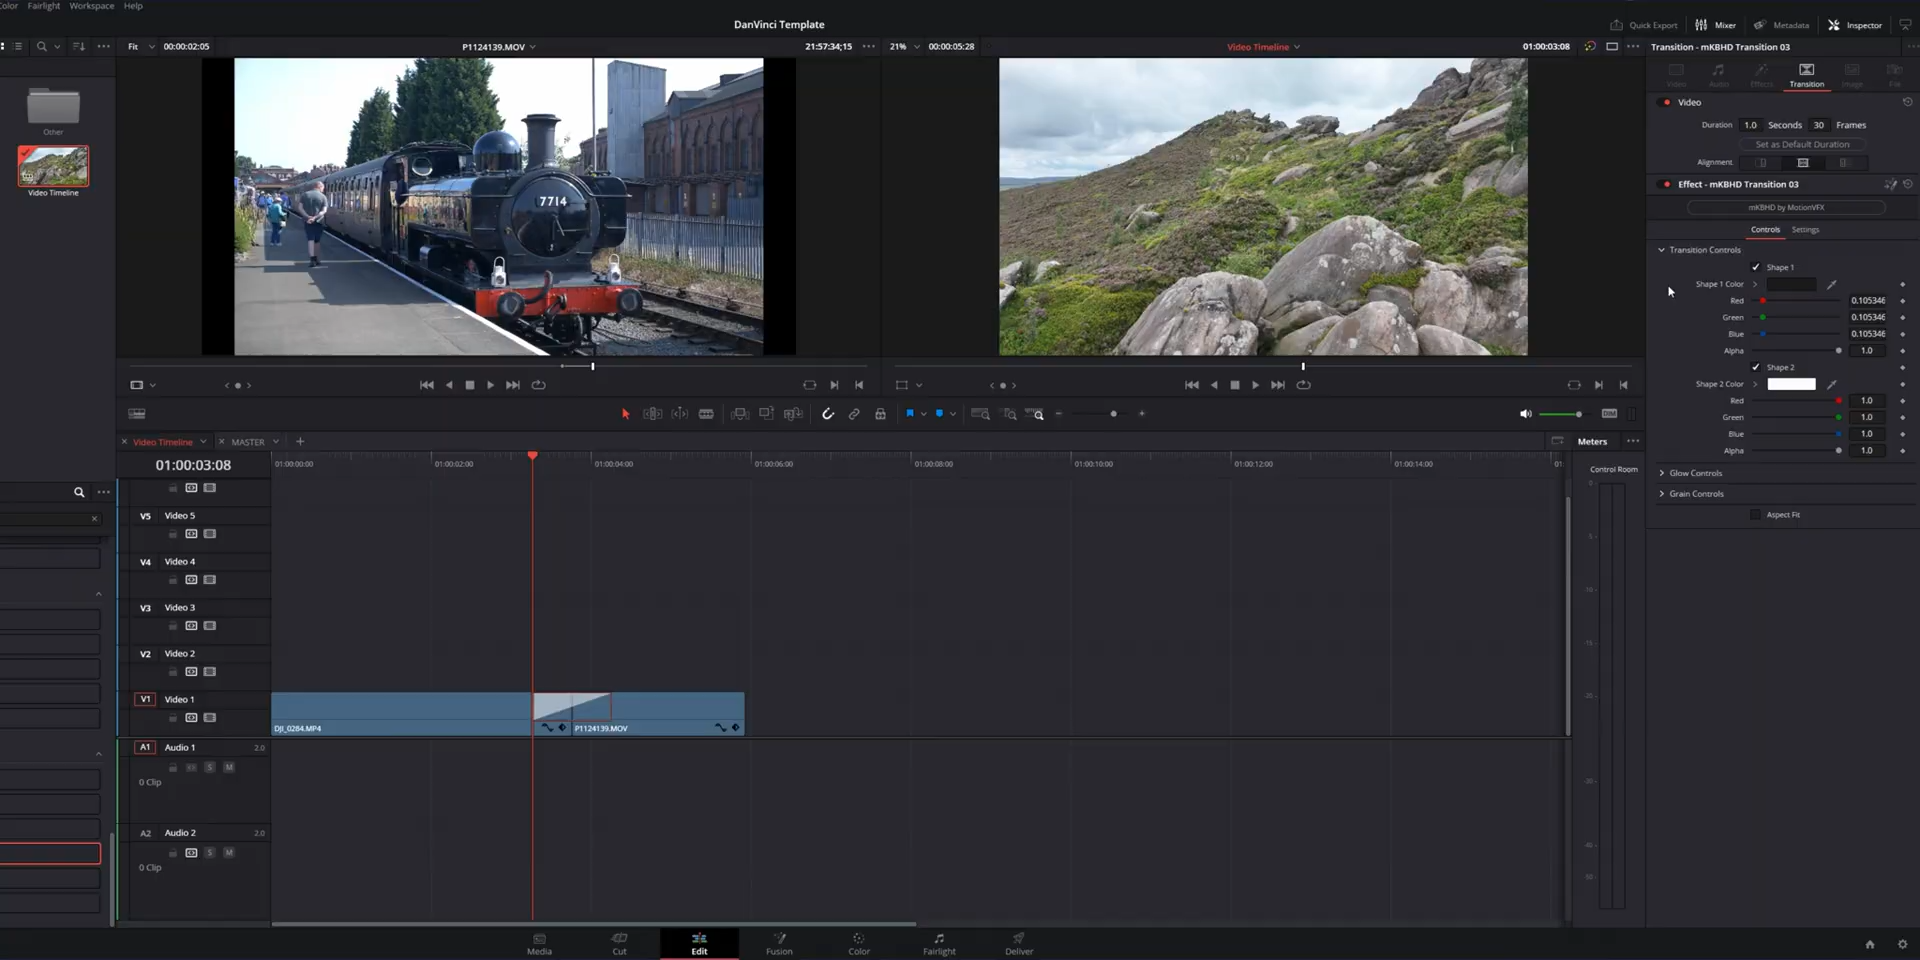 Color Fairlight Workspace Help
DanVinci Template
Quick Export Mixer Metadata Inspector
Fit 00:00:02:05 P1124139.MOV 21:57:34;15
21% 00:00:05:28 Video Timeline 01:00:03:08
Transition - mKBHD Transition 03
Other
Video Timeline
7714
Video Audio Effects Transition Image File
Video
Duration 1.0 Seconds 30 Frames
Set as Default Duration
Alignment
Effect - mKBHD Transition 03
mKBHD by MotionVFX
Controls Settings
Transition Controls
Shape 1
Shape 1 Color
Red 0.105346
Green 0.105346
Blue 0.105346
Alpha 1.0
Shape 2
Shape 2 Color
Red 1.0
Green 1.0
Blue 1.0
Alpha 1.0
Glow Controls
Grain Controls
Aspect Fit
DIM
Video Timeline MASTER
Meters
01:00:03:08
01:00:00:00 01:00:02:00 01:00:04:00 01:00:06:00 01:00:08:00 01:00:10:00 01:00:12:00 01:00:14:00
Control Room
V5 Video 5
V4 Video 4
V3 Video 3
V2 Video 2
V1 Video 1
DJI_0284.MP4 P1124139.MOV
A1 Audio 1 2.0
S M
0 Clip
A2 Audio 2 2.0
S M
0 Clip
0
-5
-10
-15
-20
-30
-40
-50
Media Cut Edit Fusion Color Fairlight Deliver